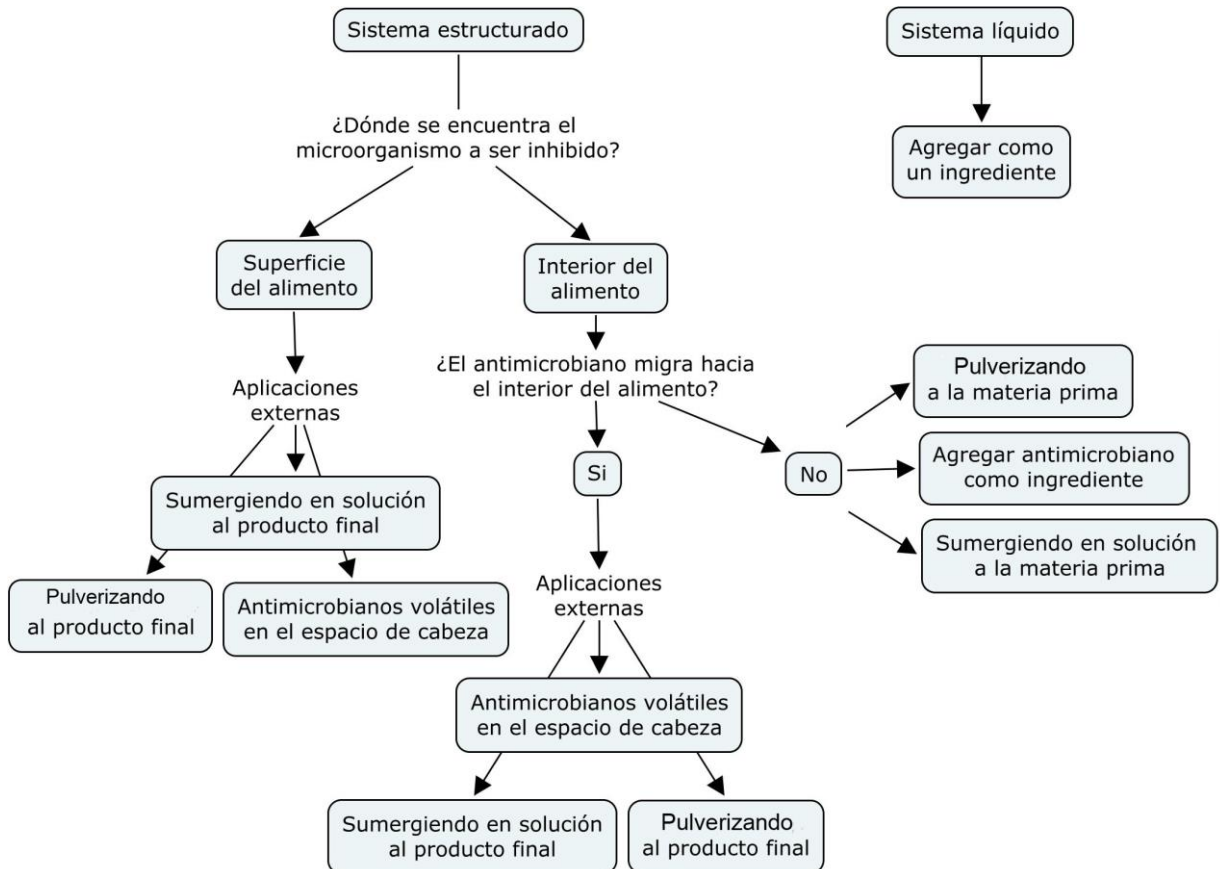 Sistema estructurado
Sistema líquido
¿Dónde se encuentra el
microorganismo a ser inhibido?
Agregar como
un ingrediente
Superficie
del alimento
Interior del
alimento
¿El antimicrobiano migra hacia
el interior del alimento?
Aplicaciones
externas
Si
No
Pulverizando
a la materia prima
Agregar antimicrobiano
como ingrediente
Sumergiendo en solución
a la materia prima
Sumergiendo en solución
al producto final
Pulverizando
al producto final
Antimicrobianos volátiles
en el espacio de cabeza
Aplicaciones
externas
Antimicrobianos volátiles
en el espacio de cabeza
Sumergiendo en solución
al producto final
Pulverizando
al producto final